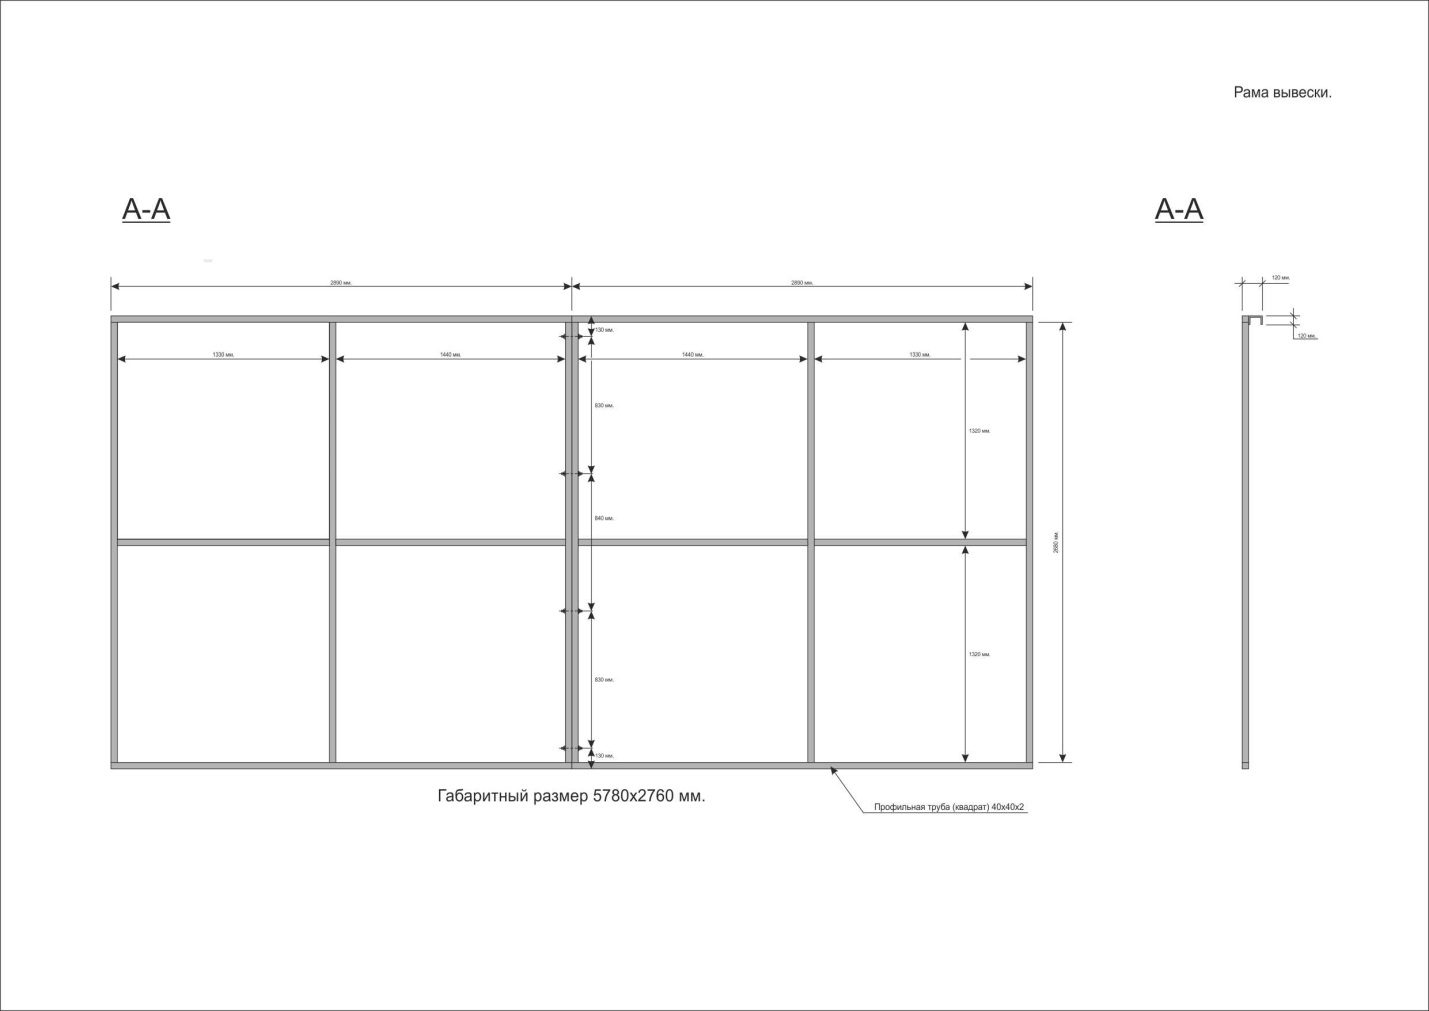 Рама вывески.
А-А
А-А
2890 мм.
2890 мм.
120 мм.
130 мм.
120 мм.
1330 мм.
1440 мм.
1440 мм.
1330 мм.
830 мм.
1320 мм.
840 мм.
2680 мм.
1320 мм.
830 мм.
130 мм.
Габаритный размер 5780х2760 мм.
Профильная труба (квадрат) 40х40х2